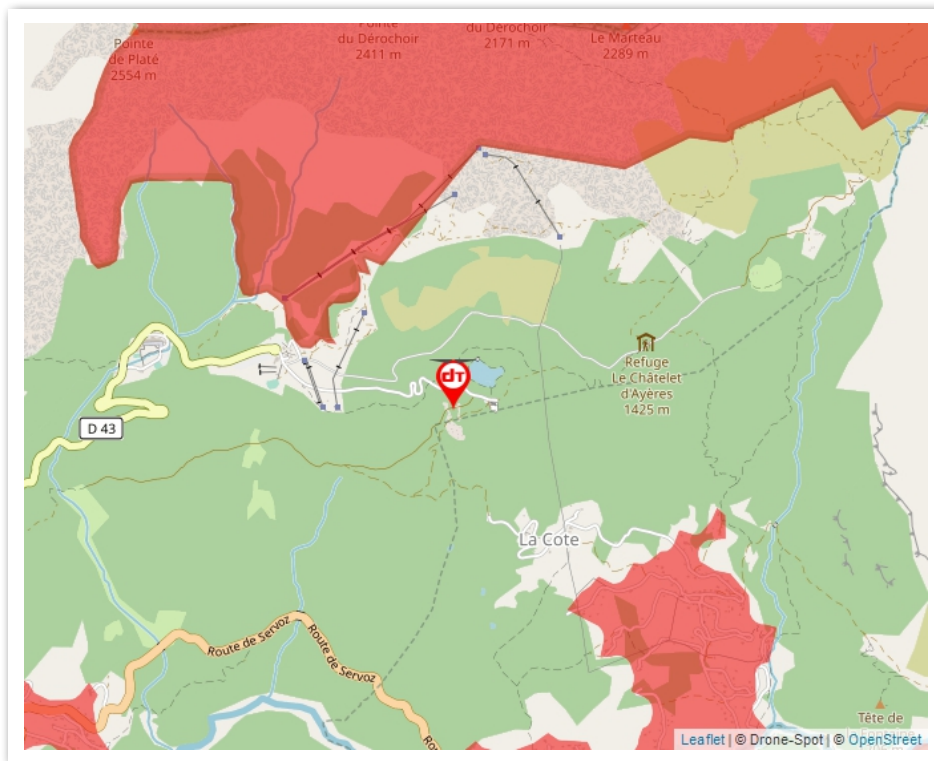 Pointe
de Platé
2554 m
Pointe
du Dérochoir
2411 m
du Dérochoir
2171 m
Le Marteau
2289 m
Refuge
Le Châtelet
d'Ayères
1425 m
dT
D 43
La Cote
Route de Servoz
Route de Servoz
Tête de
Leaflet | © Drone-Spot | © OpenStreet